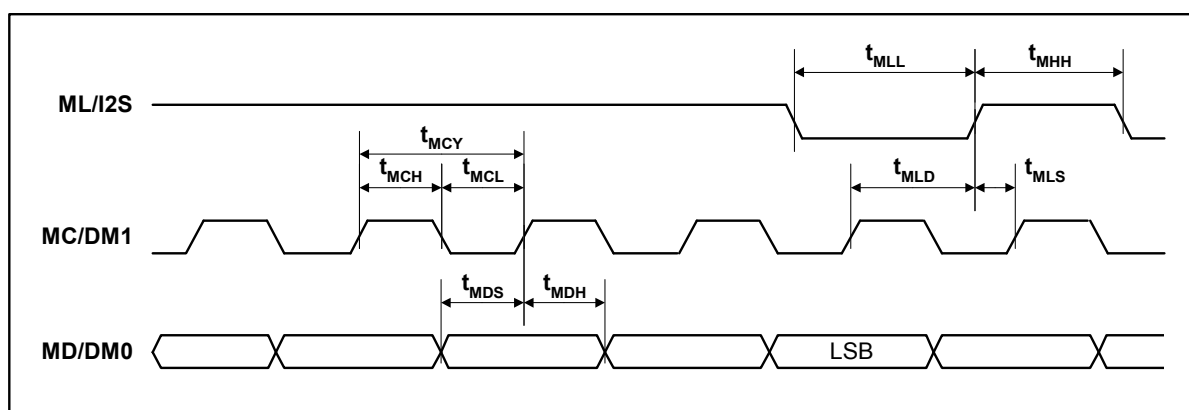 tMLL tMHH
ML/I2S
tMCY
tMCH tMCL tMLD tMLS
MC/DM1
tMDS tMDH
MD/DM0 LSB